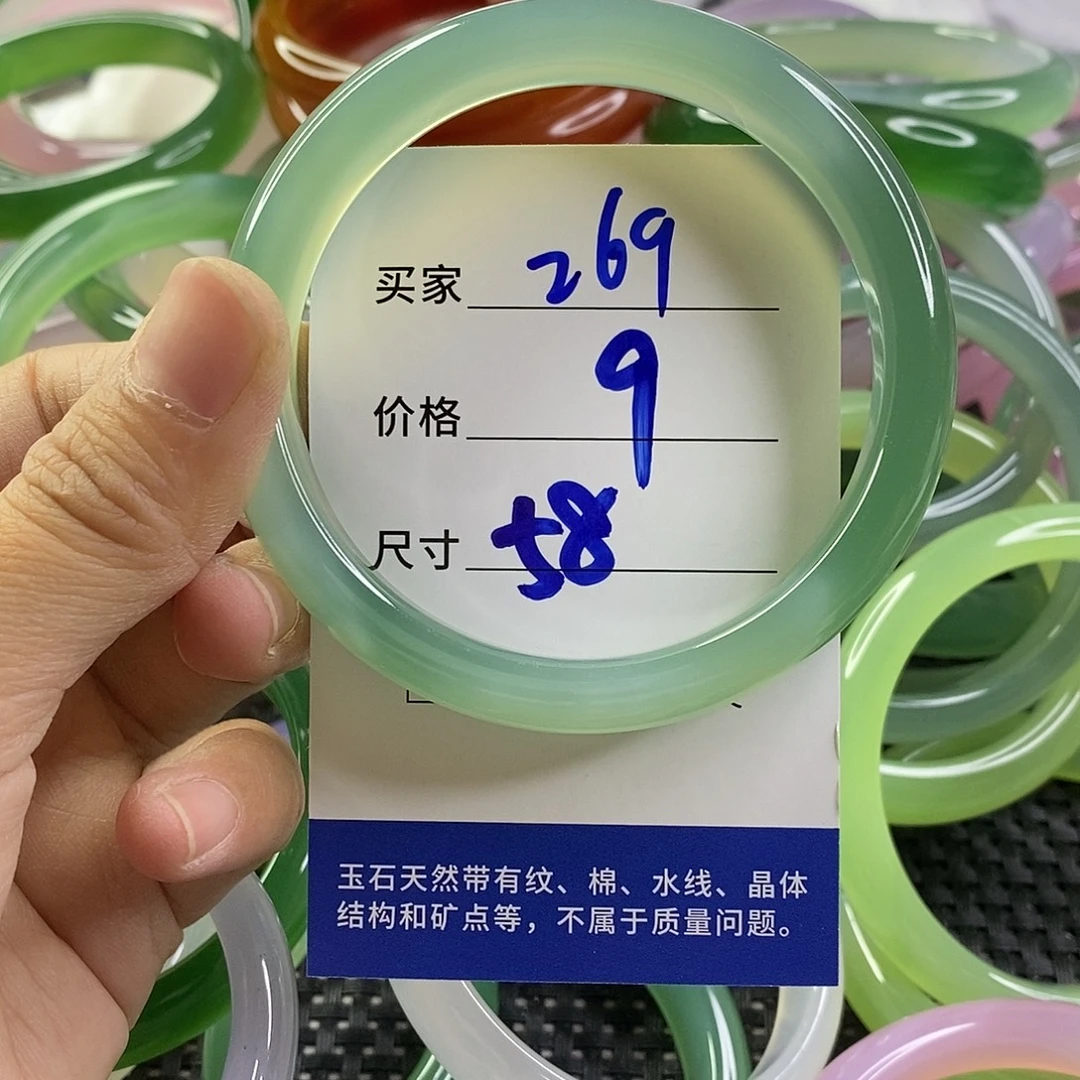 买家 269
价格 9
尺寸 58
玉石天然带有纹、棉、水线、晶体
结构和矿点等，不属于质量问题。